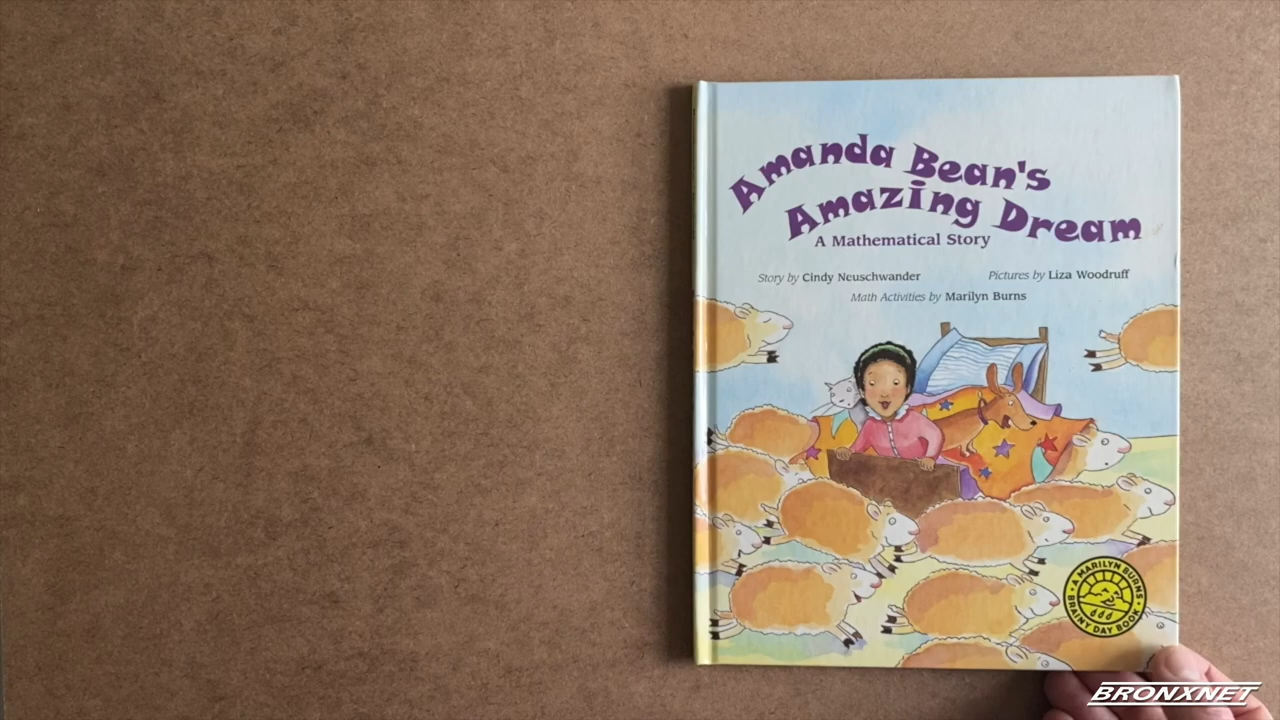 Amanda Bean's
Amazing Dream
A Mathematical Story
Story by Cindy Neuschwander
Pictures by Liza Woodruff
Math Activities by Marilyn Burns
A MARILYN BURNS
BRAINY DAY BOOK
BRONXNET